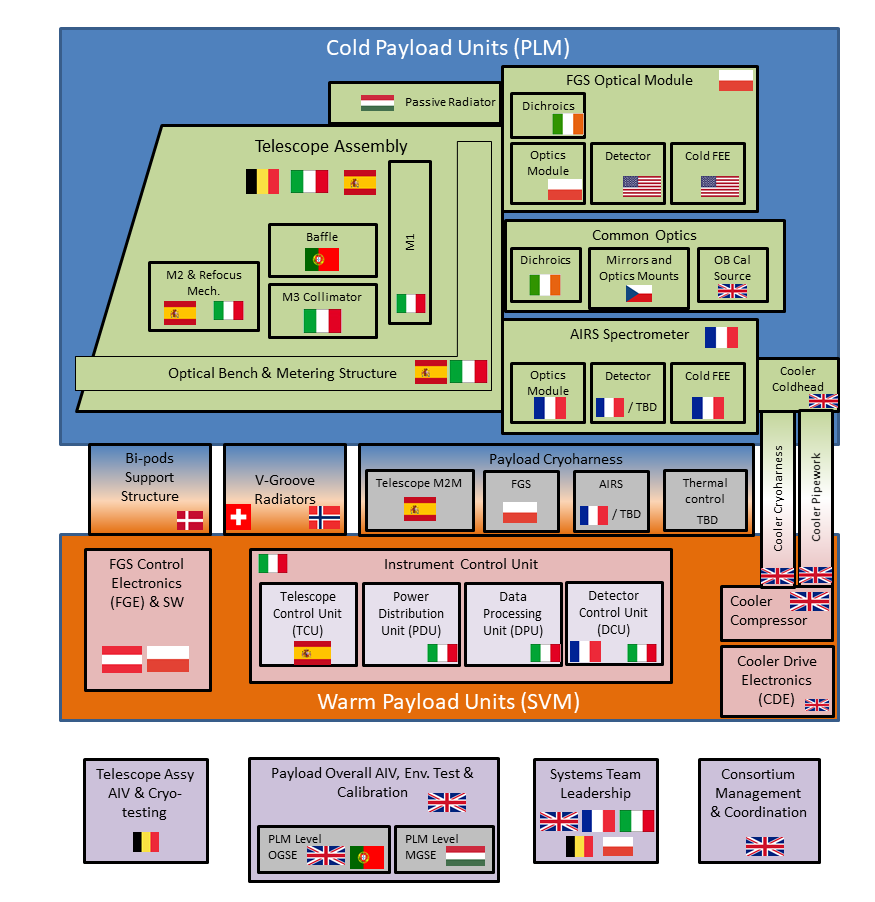 Cold Payload Units (PLM)
Passive Radiator
FGS Optical Module
Dichroics
Optics
Module
Detector
Cold FEE
Telescope Assembly
M1
Baffle
M2 & Refocus
Mech.
M3 Collimator
Optical Bench & Metering Structure
Common Optics
Dichroics
Mirrors and
Optics Mounts
OB Cal
Source
AIRS Spectrometer
Optics
Module
Detector
/ TBD
Cold FEE
Cooler
Coldhead
Bi-pods
Support
Structure
V-Groove
Radiators
Payload Cryoharness
Telescope M2M
FGS
AIRS
/ TBD
Thermal
control
TBD
Cooler Cryoharness
Cooler Pipework
FGS Control
Electronics
(FGE) & SW
Instrument Control Unit
Telescope
Control Unit
(TCU)
Power
Distribution
Unit (PDU)
Data
Processing
Unit (DPU)
Detector
Control Unit
(DCU)
Cooler
Compressor
Cooler Drive
Electronics
(CDE)
Warm Payload Units (SVM)
Telescope Assy
AIV & Cryo-
testing
Payload Overall AIV, Env. Test &
Calibration
PLM Level
OGSE
PLM Level
MGSE
Systems Team
Leadership
Consortium
Management
& Coordination